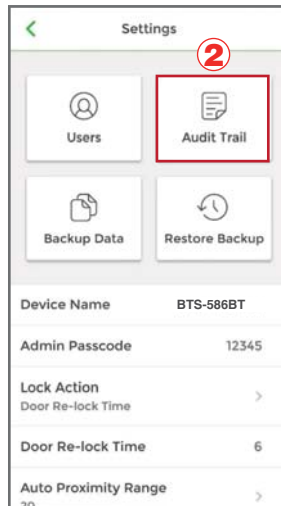 Settings
2
Users
Audit Trail
Backup Data
Restore Backup
Device Name BTS-586BT
Admin Passcode 12345
Lock Action
Door Re-lock Time
Door Re-lock Time 6
Auto Proximity Range
20